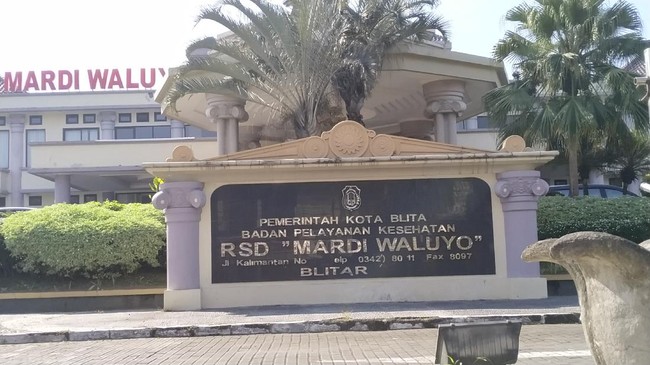 MARDI WALUY
PEMERINTAH KOTA BLITA
BADAN PELAYANAN KESEHATAN
RSD "MARDI WALUYO"
Jl Kalimantan No elp 0342) 80 11 Fax 8097
BLITAR